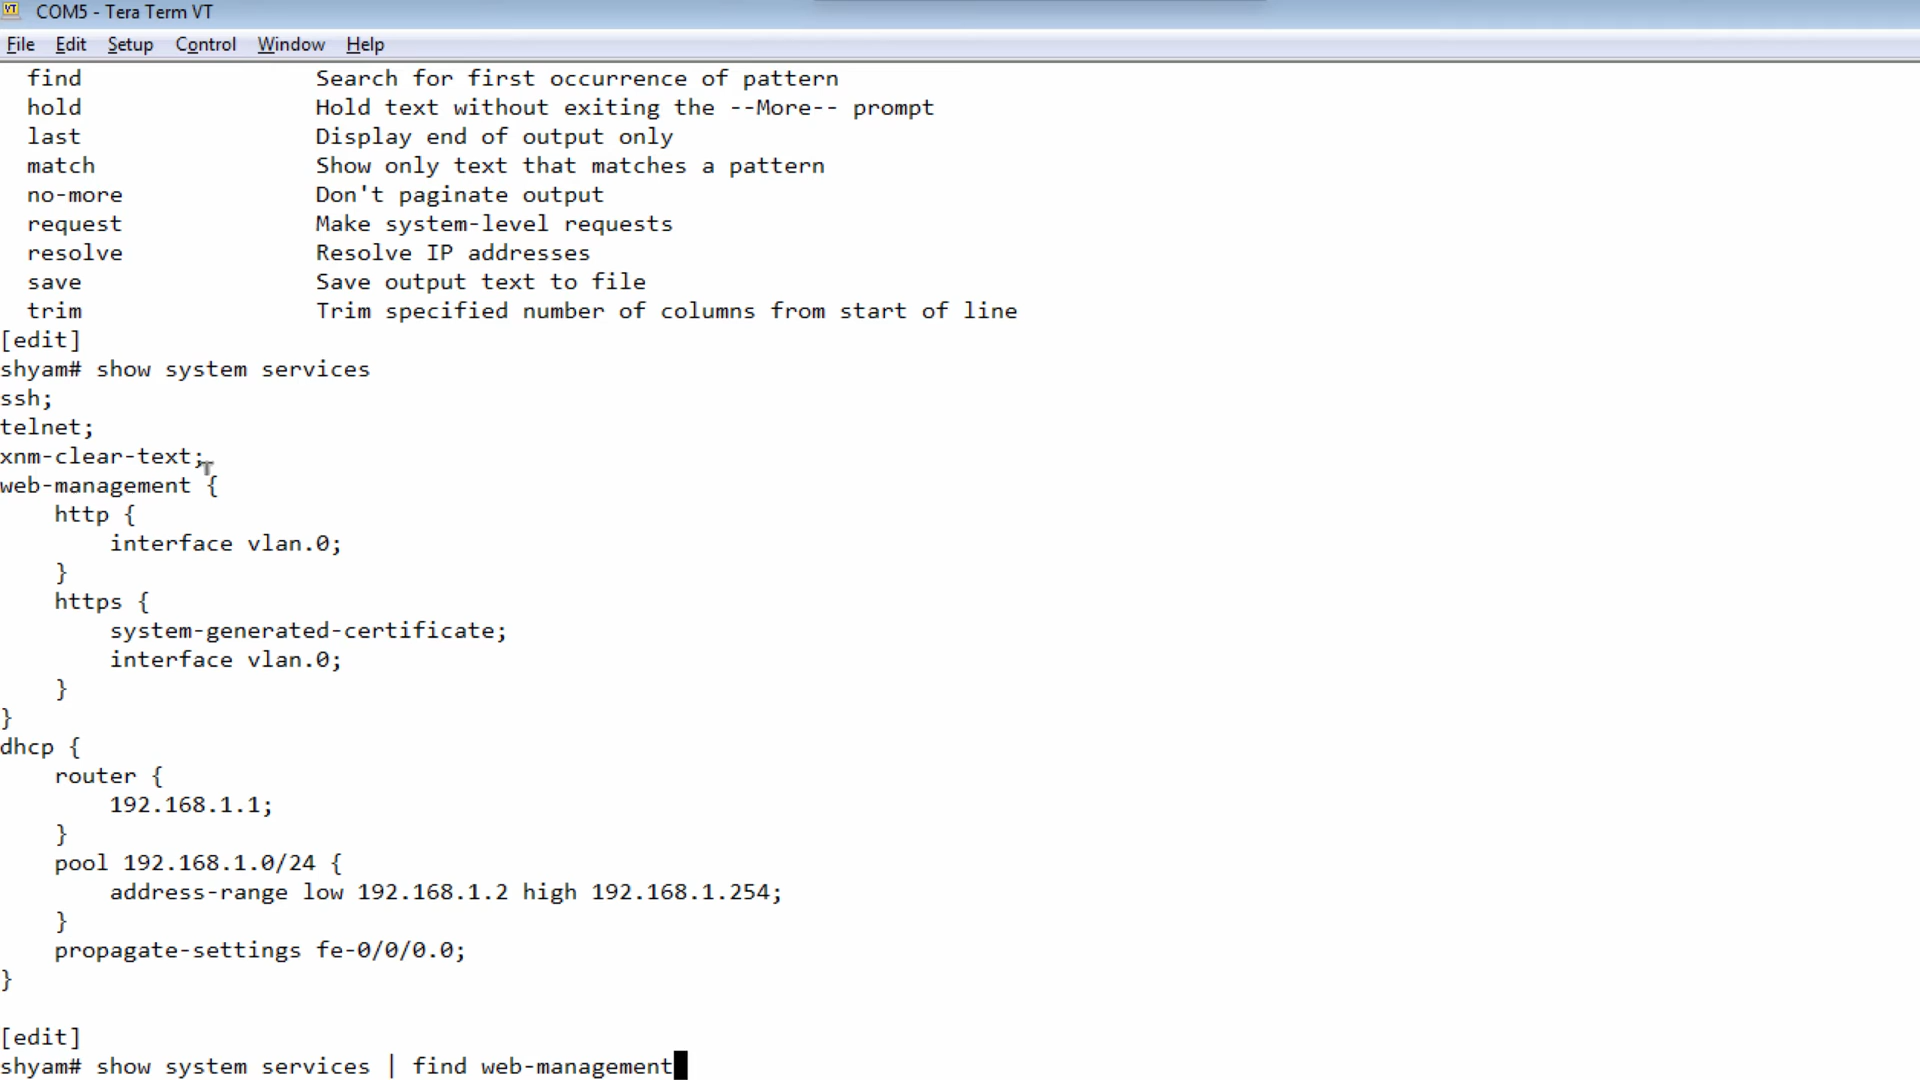 COM5 - Tera Term VT
File Edit Setup Control Window Help
find Search for first occurrence of pattern
hold Hold text without exiting the --More-- prompt
last Display end of output only
match Show only text that matches a pattern
no-more Don't paginate output
request Make system-level requests
resolve Resolve IP addresses
save Save output text to file
trim Trim specified number of columns from start of line
[edit]
shyam# show system services
ssh;
telnet;
xnm-clear-text;
web-management {
    http {
        interface vlan.0;
    }
    https {
        system-generated-certificate;
        interface vlan.0;
    }
}
dhcp {
    router {
        192.168.1.1;
    }
    pool 192.168.1.0/24 {
        address-range low 192.168.1.2 high 192.168.1.254;
    }
    propagate-settings fe-0/0/0.0;
}
[edit]
shyam# show system services | find web-management